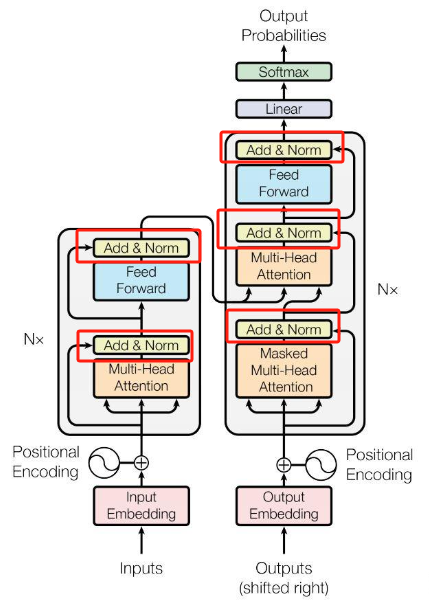 Output
Probabilities
Softmax
Linear
Add & Norm
Feed
Forward
Add & Norm
Multi-Head
Attention
Add & Norm
Masked
Multi-Head
Attention
Nx
Add & Norm
Feed
Forward
Add & Norm
Multi-Head
Attention
Nx
Positional
Encoding
Positional
Encoding
Input
Embedding
Output
Embedding
Inputs
Outputs
(shifted right)